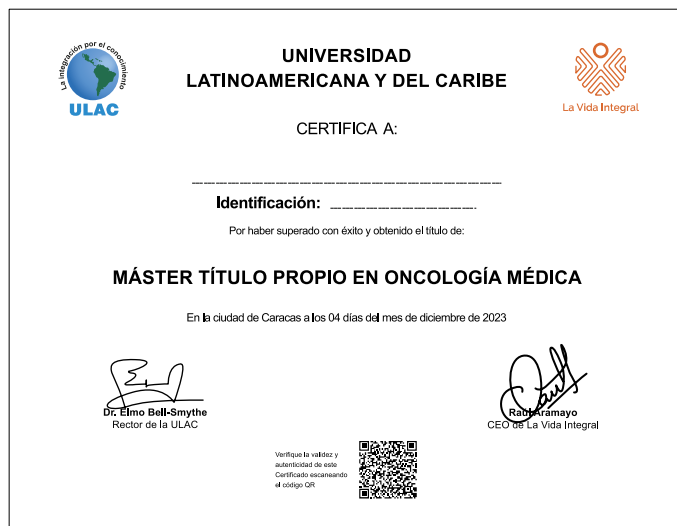 La integración por el conocimiento
ULAC
UNIVERSIDAD
LATINOAMERICANA Y DEL CARIBE
La Vida Integral
CERTIFICA A:
Identificación:
Por haber superado con éxito y obtenido el título de:
MÁSTER TÍTULO PROPIO EN ONCOLOGÍA MÉDICA
En la ciudad de Caracas a los 04 días del mes de diciembre de 2023
Dr. Elmo Bell-Smythe
Rector de la ULAC
Raúl Aramayo
CEO de La Vida Integral
Verifique la validez y
autenticidad de este
Certificado escaneando
el código QR